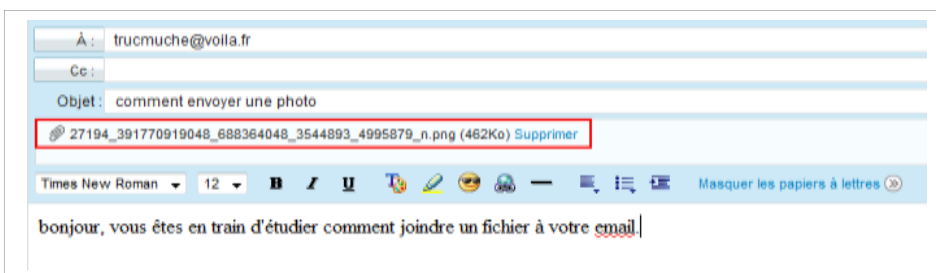 À : trucmuche@voila.fr
Cc :
Objet : comment envoyer une photo
27194_391770919048_688364048_3544893_4995879_n.png (462Ko) Supprimer
Times New Roman 12 B I U T Masquer les papiers à lettres
bonjour, vous êtes en train d'étudier comment joindre un fichier à votre email.